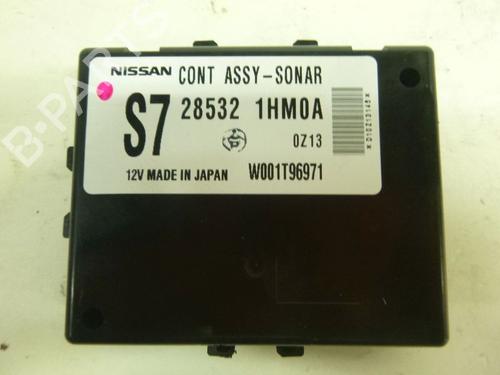 NISSAN CONT ASSY-SONAR
S7 28532 1HM0A
0Z13
12V MADE IN JAPAN W001T96971
B-PARTS